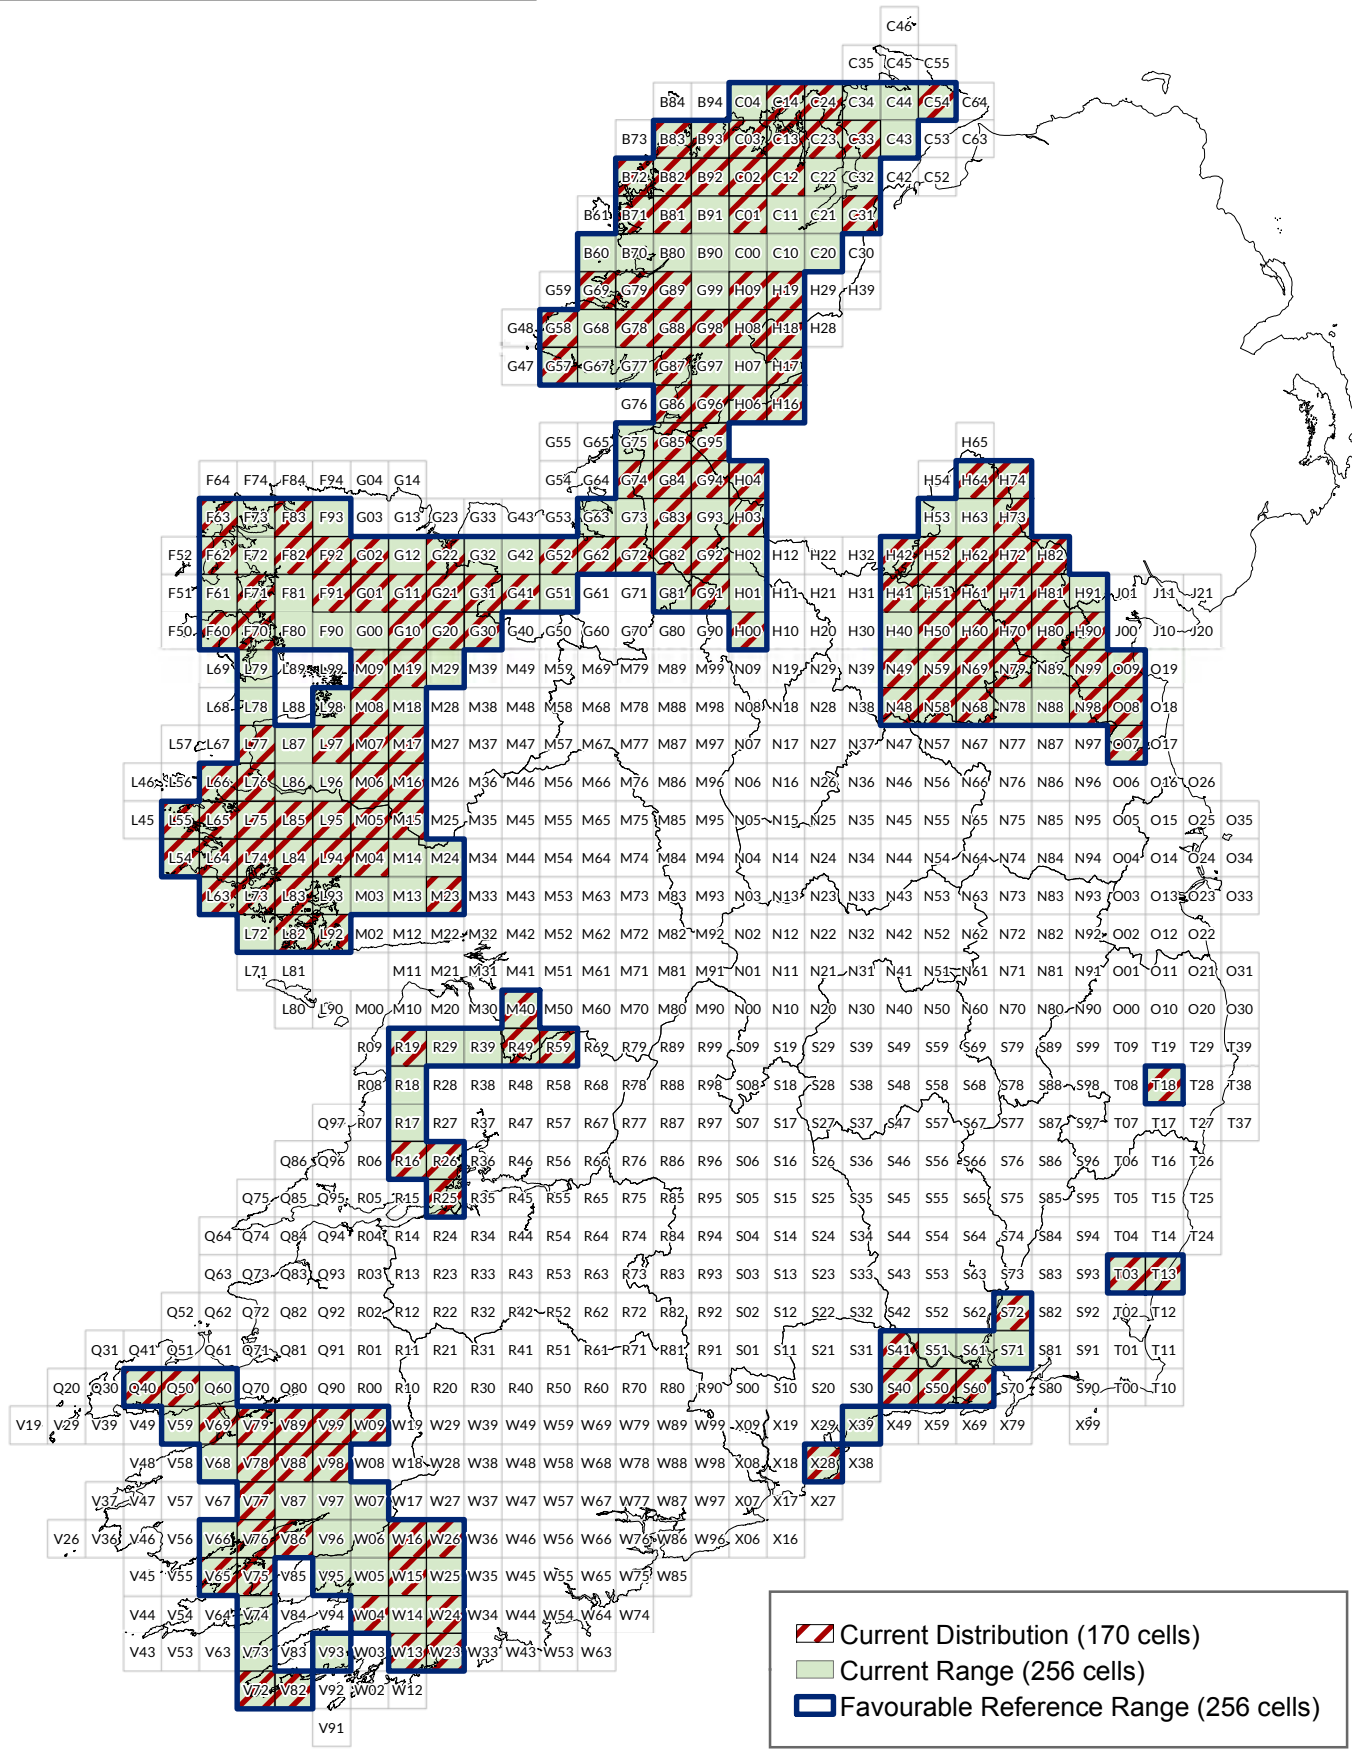 C46
C35 C45 C55
B84 B94 C04 C14 C24 C34 C44 C54 C64
B73 B83 B93 C03 C13 C23 C33 C43 C53 C63
B72 B82 B92 C02 C12 C22 C32 C42 C52
B61 B71 B81 B91 C01 C11 C21 C31
B60 B70 B80 B90 C00 C10 C20 C30
G59 G69 G79 G89 G99 H09 H19 H29 H39
G48 G58 G68 G78 G88 G98 H08 H18 H28
G47 G57 G67 G77 G87 G97 H07 H17
G76 G86 G96 H06 H16
G55 G65 G75 G85 G95 H65
F64 F74 F84 F94 G04 G14 G54 G64 G74 G84 G94 H04 H54 H64 H74
F63 F73 F83 F93 G03 G13 G23 G33 G43 G53 G63 G73 G83 G93 H03 H53 H63 H73
F52 F62 F72 F82 F92 G02 G12 G22 G32 G42 G52 G62 G72 G82 G92 H02 H12 H22 H32 H42 H52 H62 H72 H82
F51 F61 F71 F81 F91 G01 G11 G21 G31 G41 G51 G61 G71 G81 G91 H01 H11 H21 H31 H41 H51 H61 H71 H81 H91 J01 J11 J21
F50 F60 F70 F80 F90 G00 G10 G20 G30 G40 G50 G60 G70 G80 G90 H00 H10 H20 H30 H40 H50 H60 H70 H80 H90 J00 J10 J20
L69 L79 L89 L99 M09 M19 M29 M39 M49 M59 M69 M79 M89 M99 N09 N19 N29 N39 N49 N59 N69 N79 N89 N99 O09 O19
L68 L78 L88 L98 M08 M18 M28 M38 M48 M58 M68 M78 M88 M98 N08 N18 N28 N38 N48 N58 N68 N78 N88 N98 O08 O18
L57 L67 L77 L87 L97 M07 M17 M27 M37 M47 M57 M67 M77 M87 M97 N07 N17 N27 N37 N47 N57 N67 N77 N87 N97 O07 O17
L46 L56 L66 L76 L86 L96 M06 M16 M26 M36 M46 M56 M66 M76 M86 M96 N06 N16 N26 N36 N46 N56 N66 N76 N86 N96 O06 O16 O26
L45 L55 L65 L75 L85 L95 M05 M15 M25 M35 M45 M55 M65 M75 M85 M95 N05 N15 N25 N35 N45 N55 N65 N75 N85 N95 O05 O15 O25 O35
L54 L64 L74 L84 L94 M04 M14 M24 M34 M44 M54 M64 M74 M84 M94 N04 N14 N24 N34 N44 N54 N64 N74 N84 N94 O04 O14 O24 O34
L63 L73 L83 L93 M03 M13 M23 M33 M43 M53 M63 M73 M83 M93 N03 N13 N23 N33 N43 N53 N63 N73 N83 N93 O03 O13 O23 O33
L72 L82 L92 M02 M12 M22 M32 M42 M52 M62 M72 M82 M92 N02 N12 N22 N32 N42 N52 N62 N72 N82 N92 O02 O12 O22
L71 L81 M11 M21 M31 M41 M51 M61 M71 M81 M91 N01 N11 N21 N31 N41 N51 N61 N71 N81 N91 O01 O11 O21 O31
L80 L90 M00 M10 M20 M30 M40 M50 M60 M70 M80 M90 N00 N10 N20 N30 N40 N50 N60 N70 N80 N90 O00 O10 O20 O30
R09 R19 R29 R39 R49 R59 R69 R79 R89 R99 S09 S19 S29 S39 S49 S59 S69 S79 S89 S99 T09 T19 T29 T39
R08 R18 R28 R38 R48 R58 R68 R78 R88 R98 S08 S18 S28 S38 S48 S58 S68 S78 S88 S98 T08 T18 T28 T38
Q97 R07 R17 R27 R37 R47 R57 R67 R77 R87 R97 S07 S17 S27 S37 S47 S57 S67 S77 S87 S97 T07 T17 T27 T37
Q86 Q96 R06 R16 R26 R36 R46 R56 R66 R76 R86 R96 S06 S16 S26 S36 S46 S56 S66 S76 S86 S96 T06 T16 T26
Q75 Q85 Q95 R05 R15 R25 R35 R45 R55 R65 R75 R85 R95 S05 S15 S25 S35 S45 S55 S65 S75 S85 S95 T05 T15 T25
Q64 Q74 Q84 Q94 R04 R14 R24 R34 R44 R54 R64 R74 R84 R94 S04 S14 S24 S34 S44 S54 S64 S74 S84 S94 T04 T14 T24
Q63 Q73 Q83 Q93 R03 R13 R23 R33 R43 R53 R63 R73 R83 R93 S03 S13 S23 S33 S43 S53 S63 S73 S83 S93 T03 T13
Q52 Q62 Q72 Q82 Q92 R02 R12 R22 R32 R42 R52 R62 R72 R82 R92 S02 S12 S22 S32 S42 S52 S62 S72 S82 S92 T02 T12
Q31 Q41 Q51 Q61 Q71 Q81 Q91 R01 R11 R21 R31 R41 R51 R61 R71 R81 R91 S01 S11 S21 S31 S41 S51 S61 S71 S81 S91 T01 T11
Q20 Q30 Q40 Q50 Q60 Q70 Q80 Q90 R00 R10 R20 R30 R40 R50 R60 R70 R80 R90 S00 S10 S20 S30 S40 S50 S60 S70 S80 S90 T00 T10
V19 V29 V39 V49 V59 V69 V79 V89 V99 W09 W19 W29 W39 W49 W59 W69 W79 W89 W99 X09 X19 X29 X39 X49 X59 X69 X79 X99
V48 V58 V68 V78 V88 V98 W08 W18 W28 W38 W48 W58 W68 W78 W88 W98 X08 X18 X28 X38
V37 V47 V57 V67 V77 V87 V97 W07 W17 W27 W37 W47 W57 W67 W77 W87 W97 X07 X17 X27
V26 V36 V46 V56 V66 V76 V86 V96 W06 W16 W26 W36 W46 W56 W66 W76 W86 W96 X06 X16
V45 V55 V65 V75 V85 V95 W05 W15 W25 W35 W45 W55 W65 W75 W85
V44 V54 V64 V74 V84 V94 W04 W14 W24 W34 W44 W54 W64 W74
V43 V53 V63 V73 V83 V93 W03 W13 W23 W33 W43 W53 W63
V72 V82 V92 W02 W12
V91
Current Distribution (170 cells)
Current Range (256 cells)
Favourable Reference Range (256 cells)